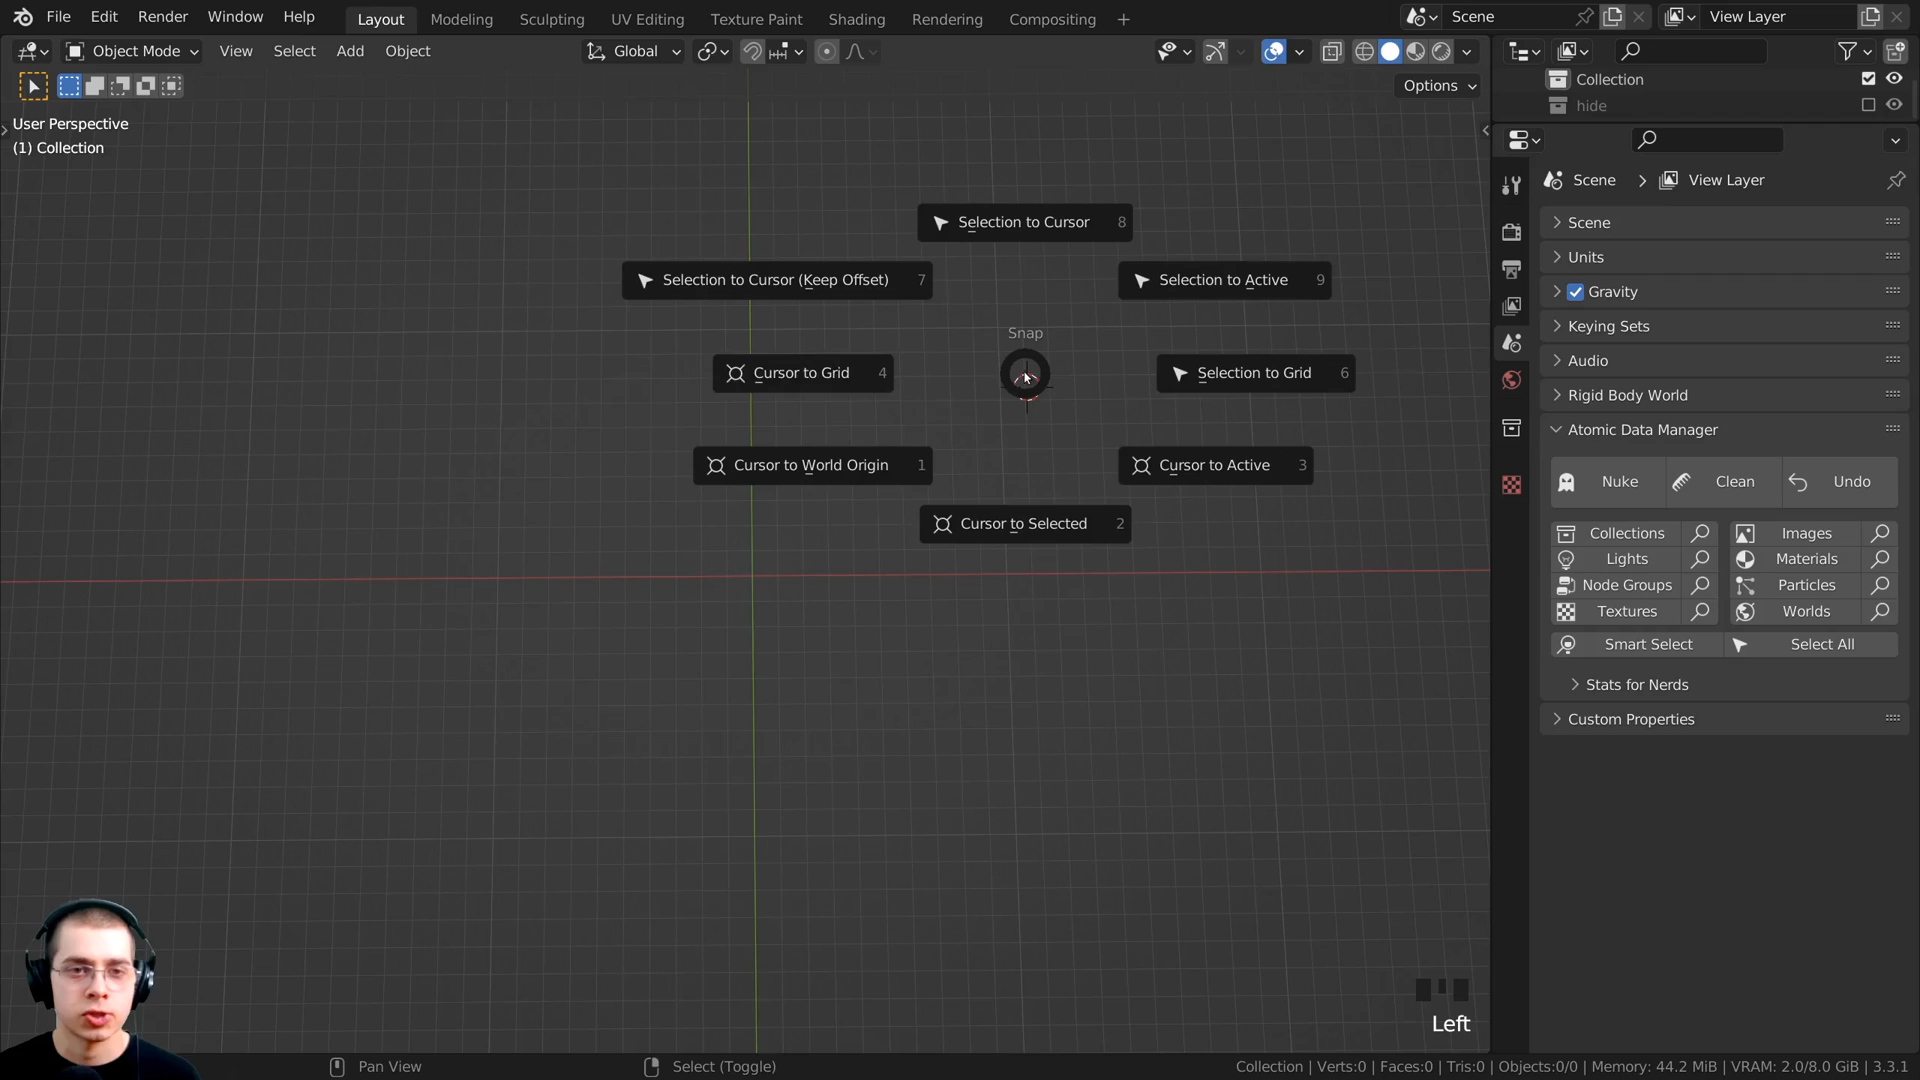 File Edit Render Window Help Layout Modeling Sculpting UV Editing Texture Paint Shading Rendering Compositing + Scene View Layer
Object Mode View Select Add Object Global
Options
User Perspective
(1) Collection
Selection to Cursor 8
Selection to Cursor (Keep Offset) 7
Selection to Active 9
Snap
Cursor to Grid 4
Selection to Grid 6
Cursor to World Origin 1
Cursor to Active 3
Cursor to Selected 2
Collection
hide
Scene > View Layer
Scene
Units
Gravity
Keying Sets
Audio
Rigid Body World
Atomic Data Manager
Nuke Clean Undo
Collections Images
Lights Materials
Node Groups Particles
Textures Worlds
Smart Select Select All
Stats for Nerds
Custom Properties
Left
Pan View Select (Toggle) Collection | Verts:0 | Faces:0 | Tris:0 | Objects:0/0 | Memory: 44.2 MiB | VRAM: 2.0/8.0 GiB | 3.3.1